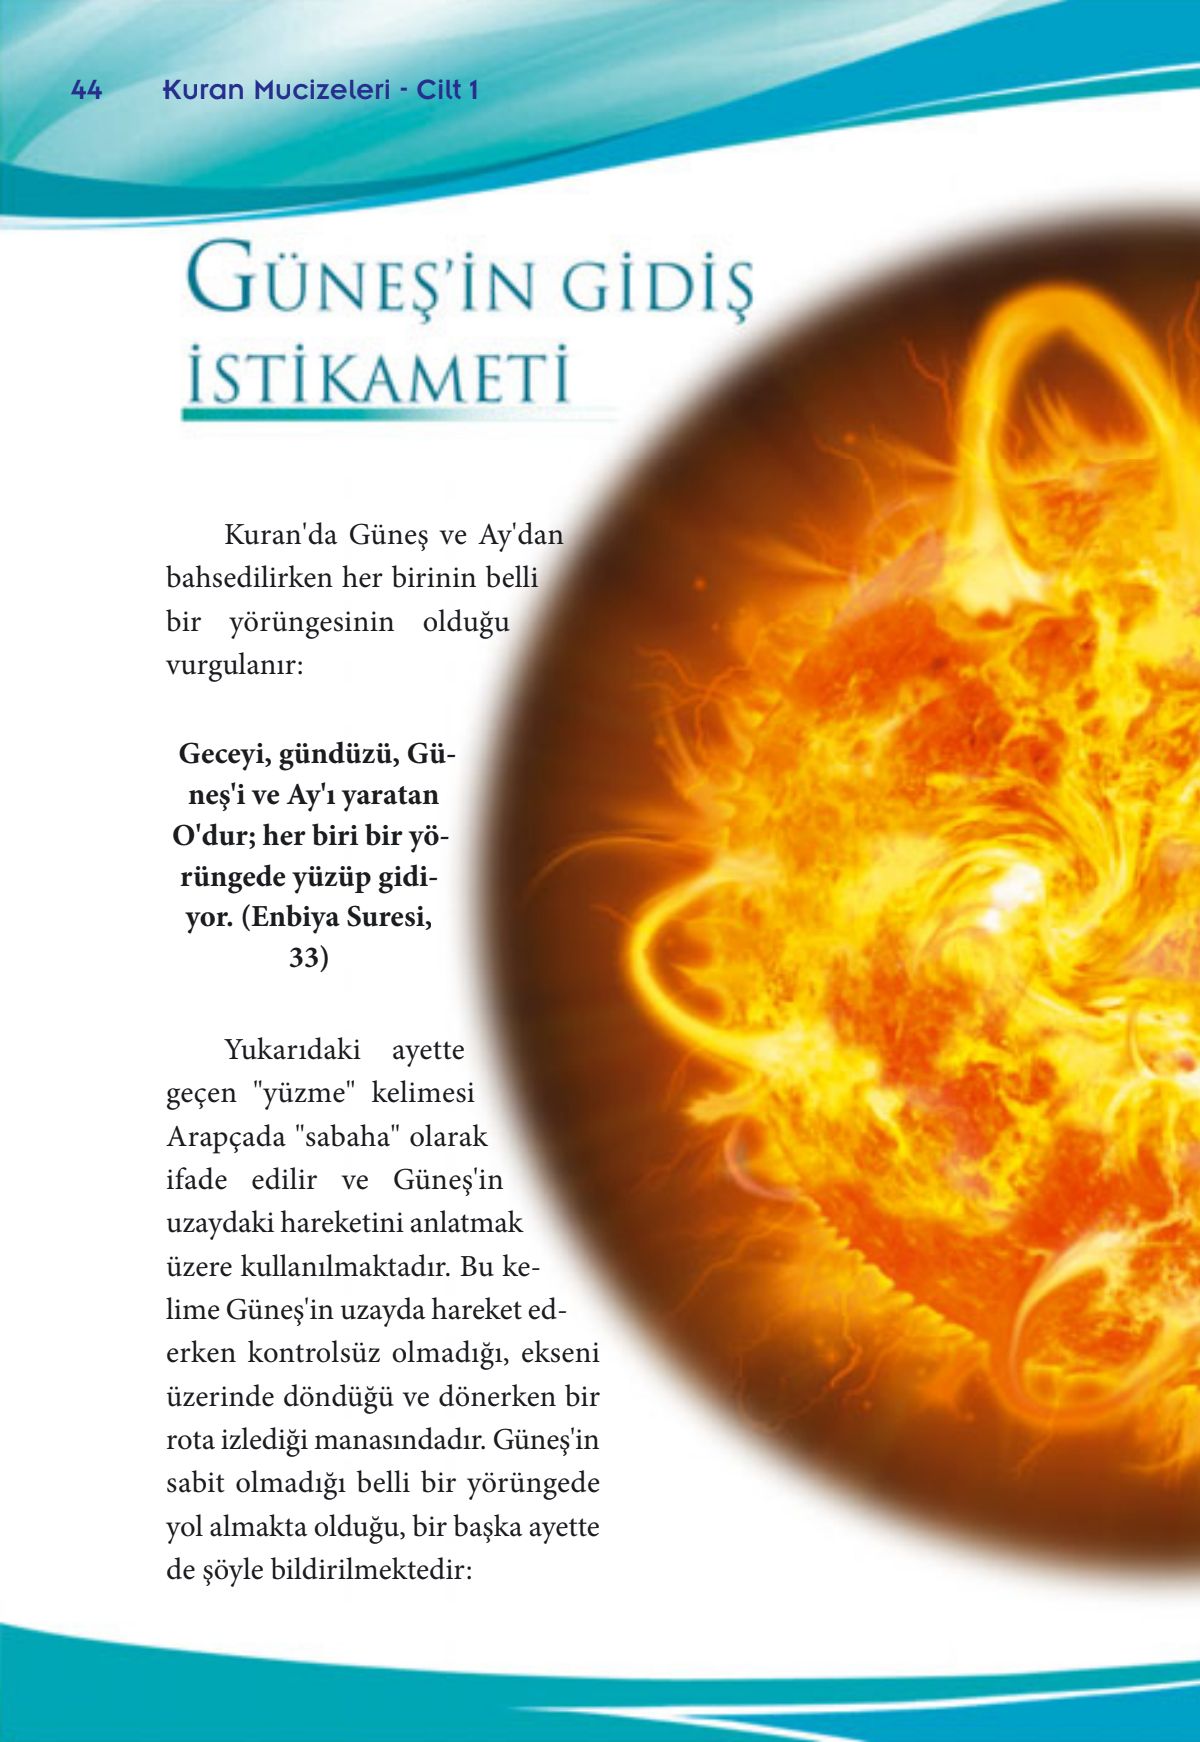 44 Kuran Mucizeleri - Cilt 1
GÜNEŞ'İN GİDİŞ
İSTİKAMETİ
Kuran'da Güneş ve Ay'dan
bahsedilirken her birinin belli
bir yörüngesinin olduğu
vurgulanır:
Geceyi, gündüzü, Gü-
neş'i ve Ay'ı yaratan
O'dur; her biri bir yö-
rüngede yüzüp gidi-
yor. (Enbiya Suresi,
33)
Yukarıdaki ayette
geçen "yüzme" kelimesi
Arapçada "sabaha" olarak
ifade edilir ve Güneş'in
uzaydaki hareketini anlatmak
üzere kullanılmaktadır. Bu ke-
lime Güneş'in uzayda hareket ed-
erken kontrolsüz olmadığı, ekseni
üzerinde döndüğü ve dönerken bir
rota izlediği manasındadır. Güneş'in
sabit olmadığı belli bir yörüngede
yol almakta olduğu, bir başka ayette
de şöyle bildirilmektedir: